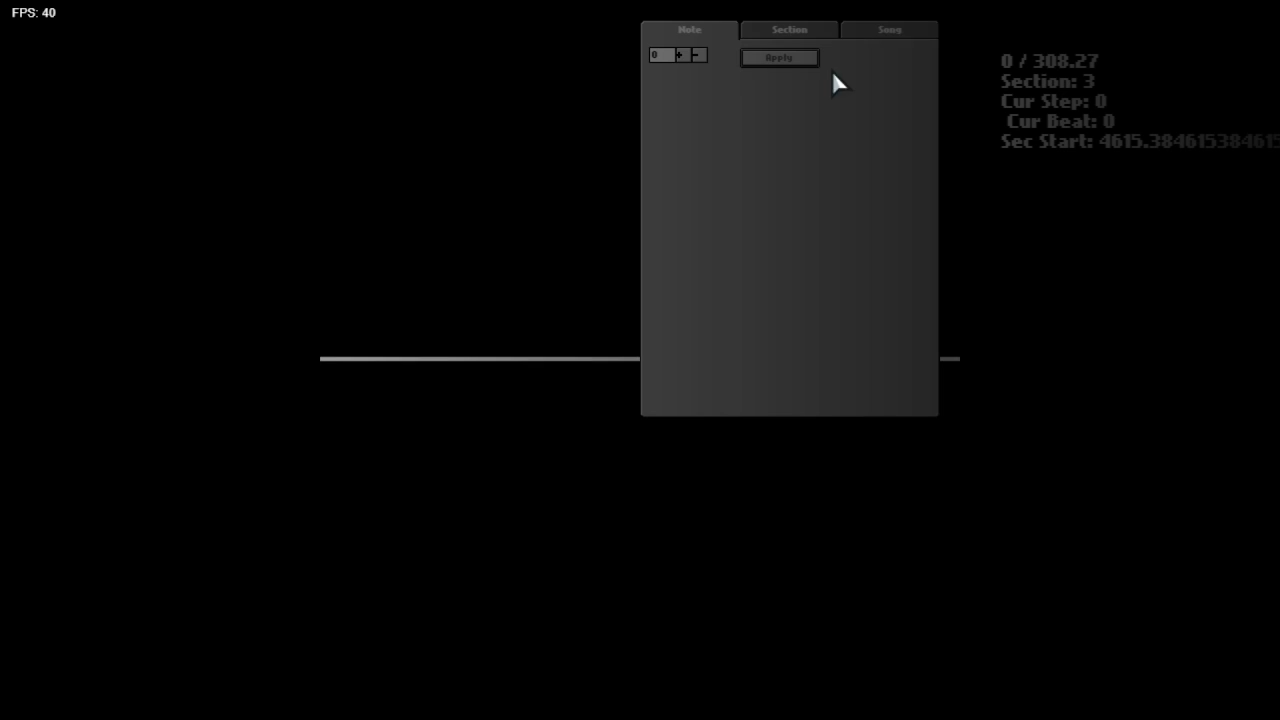 FPS: 40
Note
Section
Song
0 + -
Apply
0 / 308.27
Section: 3
Cur Step: 0
Cur Beat: 0
Sec Start: 4615.384615384615